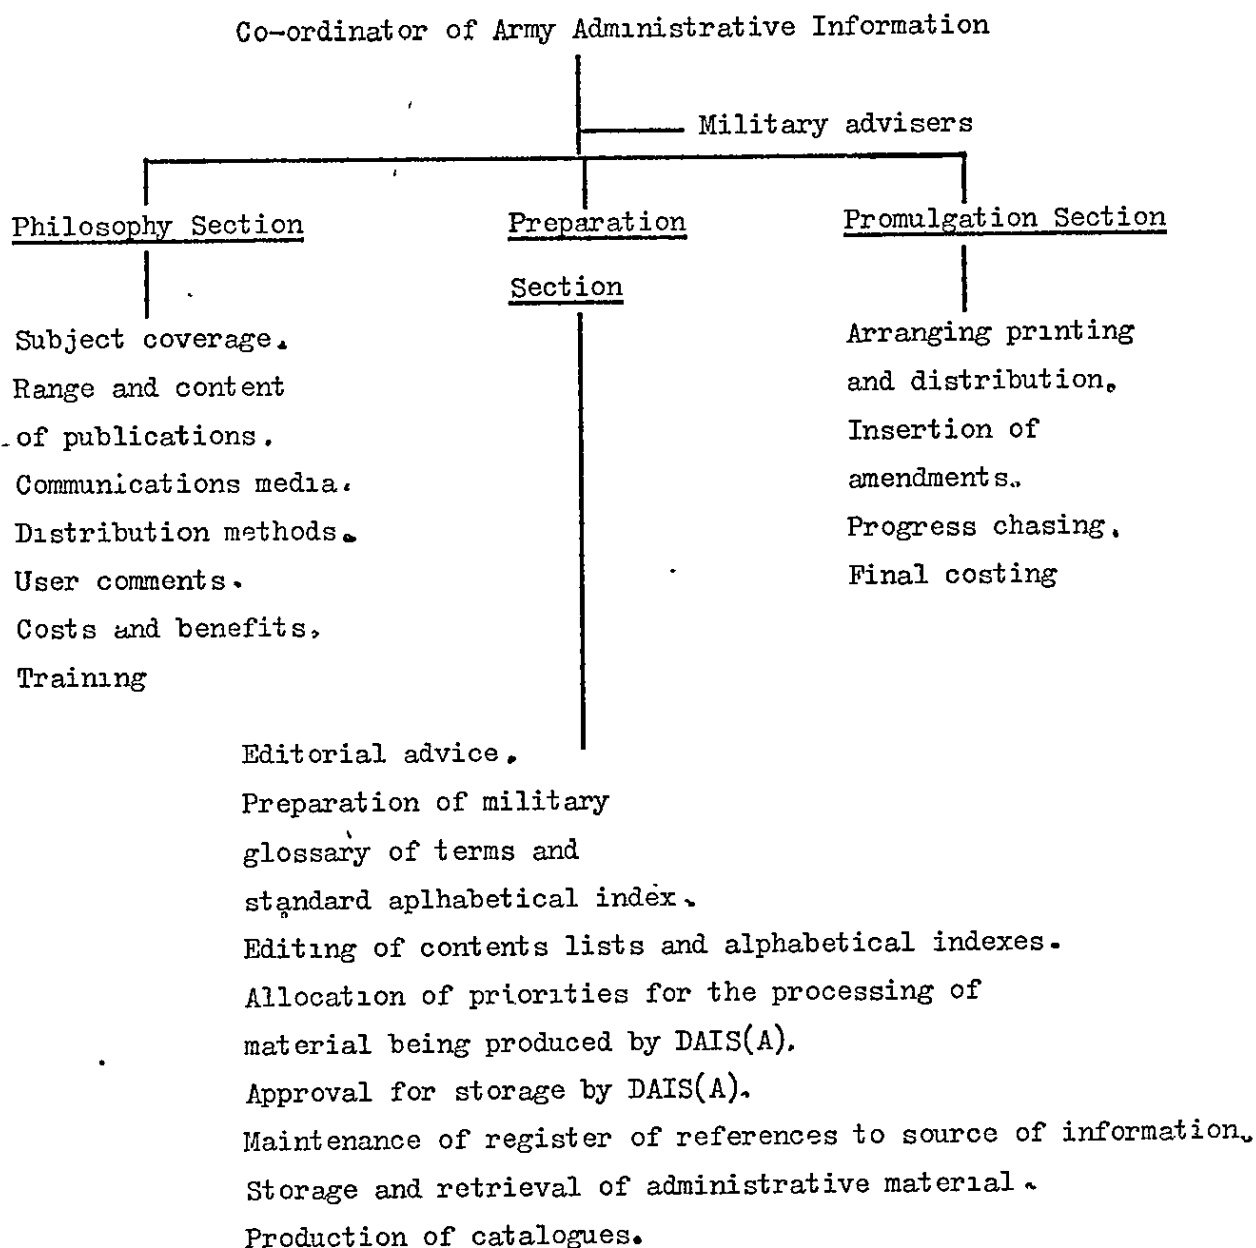 Co-ordinator of Army Administrative Information
Military advisers
Philosophy Section
Subject coverage.
Range and content
of publications.
Communications media.
Distribution methods.
User comments.
Costs and benefits.
Training
Preparation
Section
Editorial advice.
Preparation of military
glossary of terms and
standard aplhabetical index.
Editing of contents lists and alphabetical indexes.
Allocation of priorities for the processing of
material being produced by DAIS(A).
Approval for storage by DAIS(A).
Maintenance of register of references to source of information.
Storage and retrieval of administrative material.
Production of catalogues.
Promulgation Section
Arranging printing
and distribution.
Insertion of
amendments.
Progress chasing.
Final costing